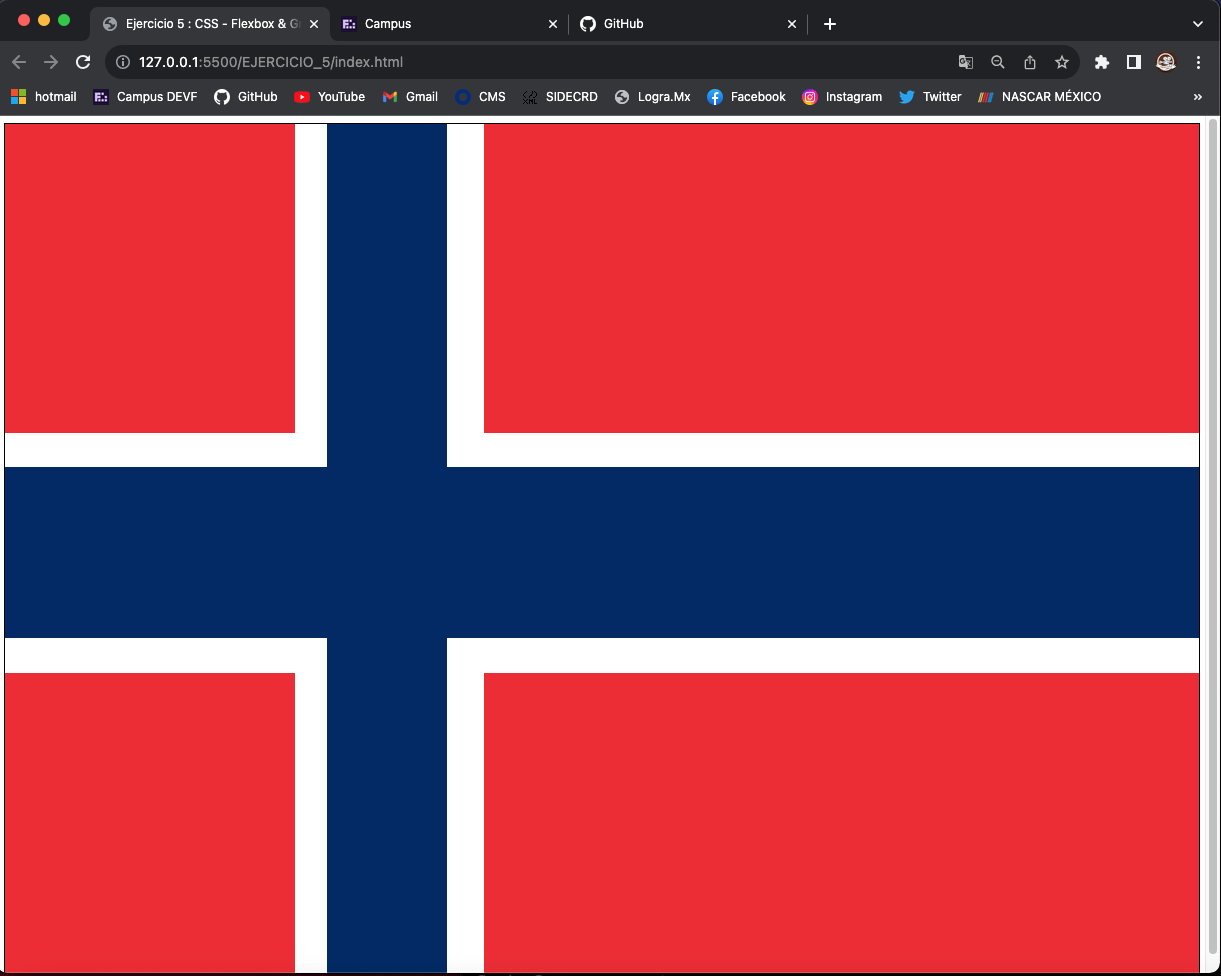 Ejercicio 5 : CSS - Flexbox & G
Campus
GitHub
127.0.0.1:5500/EJERCICIO_5/index.html
hotmail
Campus DEVF
GitHub
YouTube
Gmail
CMS
SIDECRD
Logra.Mx
Facebook
Instagram
Twitter
NASCAR MÉXICO